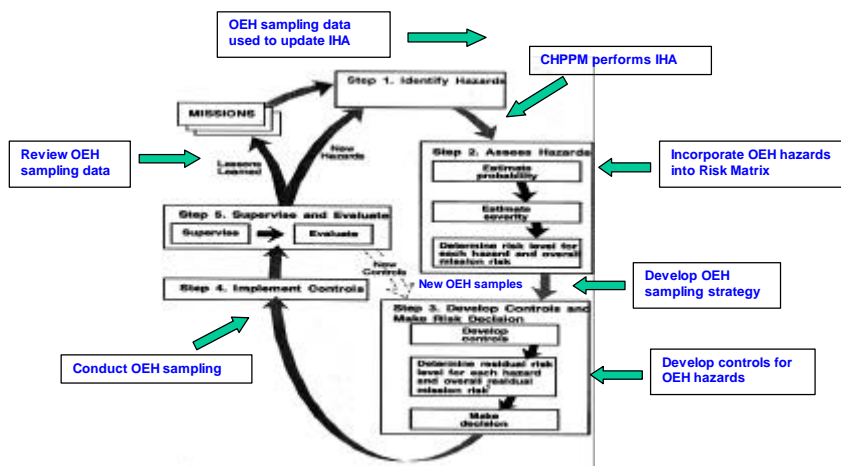 OEH sampling data
used to update IHA
CHPPM performs IHA
Step 1. Identify Hazards
MISSIONS
Review OEH
sampling data
Lessons
Learned
New
Hazards
Step 2. Assess Hazards
Estimate
probability
Incorporate OEH hazards
into Risk Matrix
Estimate
severity
Step 5. Supervise and Evaluate
Supervise
Evaluate
Determine risk level for
each hazard and overall
mission risk
New
Controls
New OEH samples
Develop OEH
sampling strategy
Step 4. Implement Controls
Step 3. Develop Controls and
Make Risk Decision
Develop
controls
Conduct OEH sampling
Determine residual risk
level for each hazard
and overall residual
mission risk
Develop controls for
OEH hazards
Make
decision